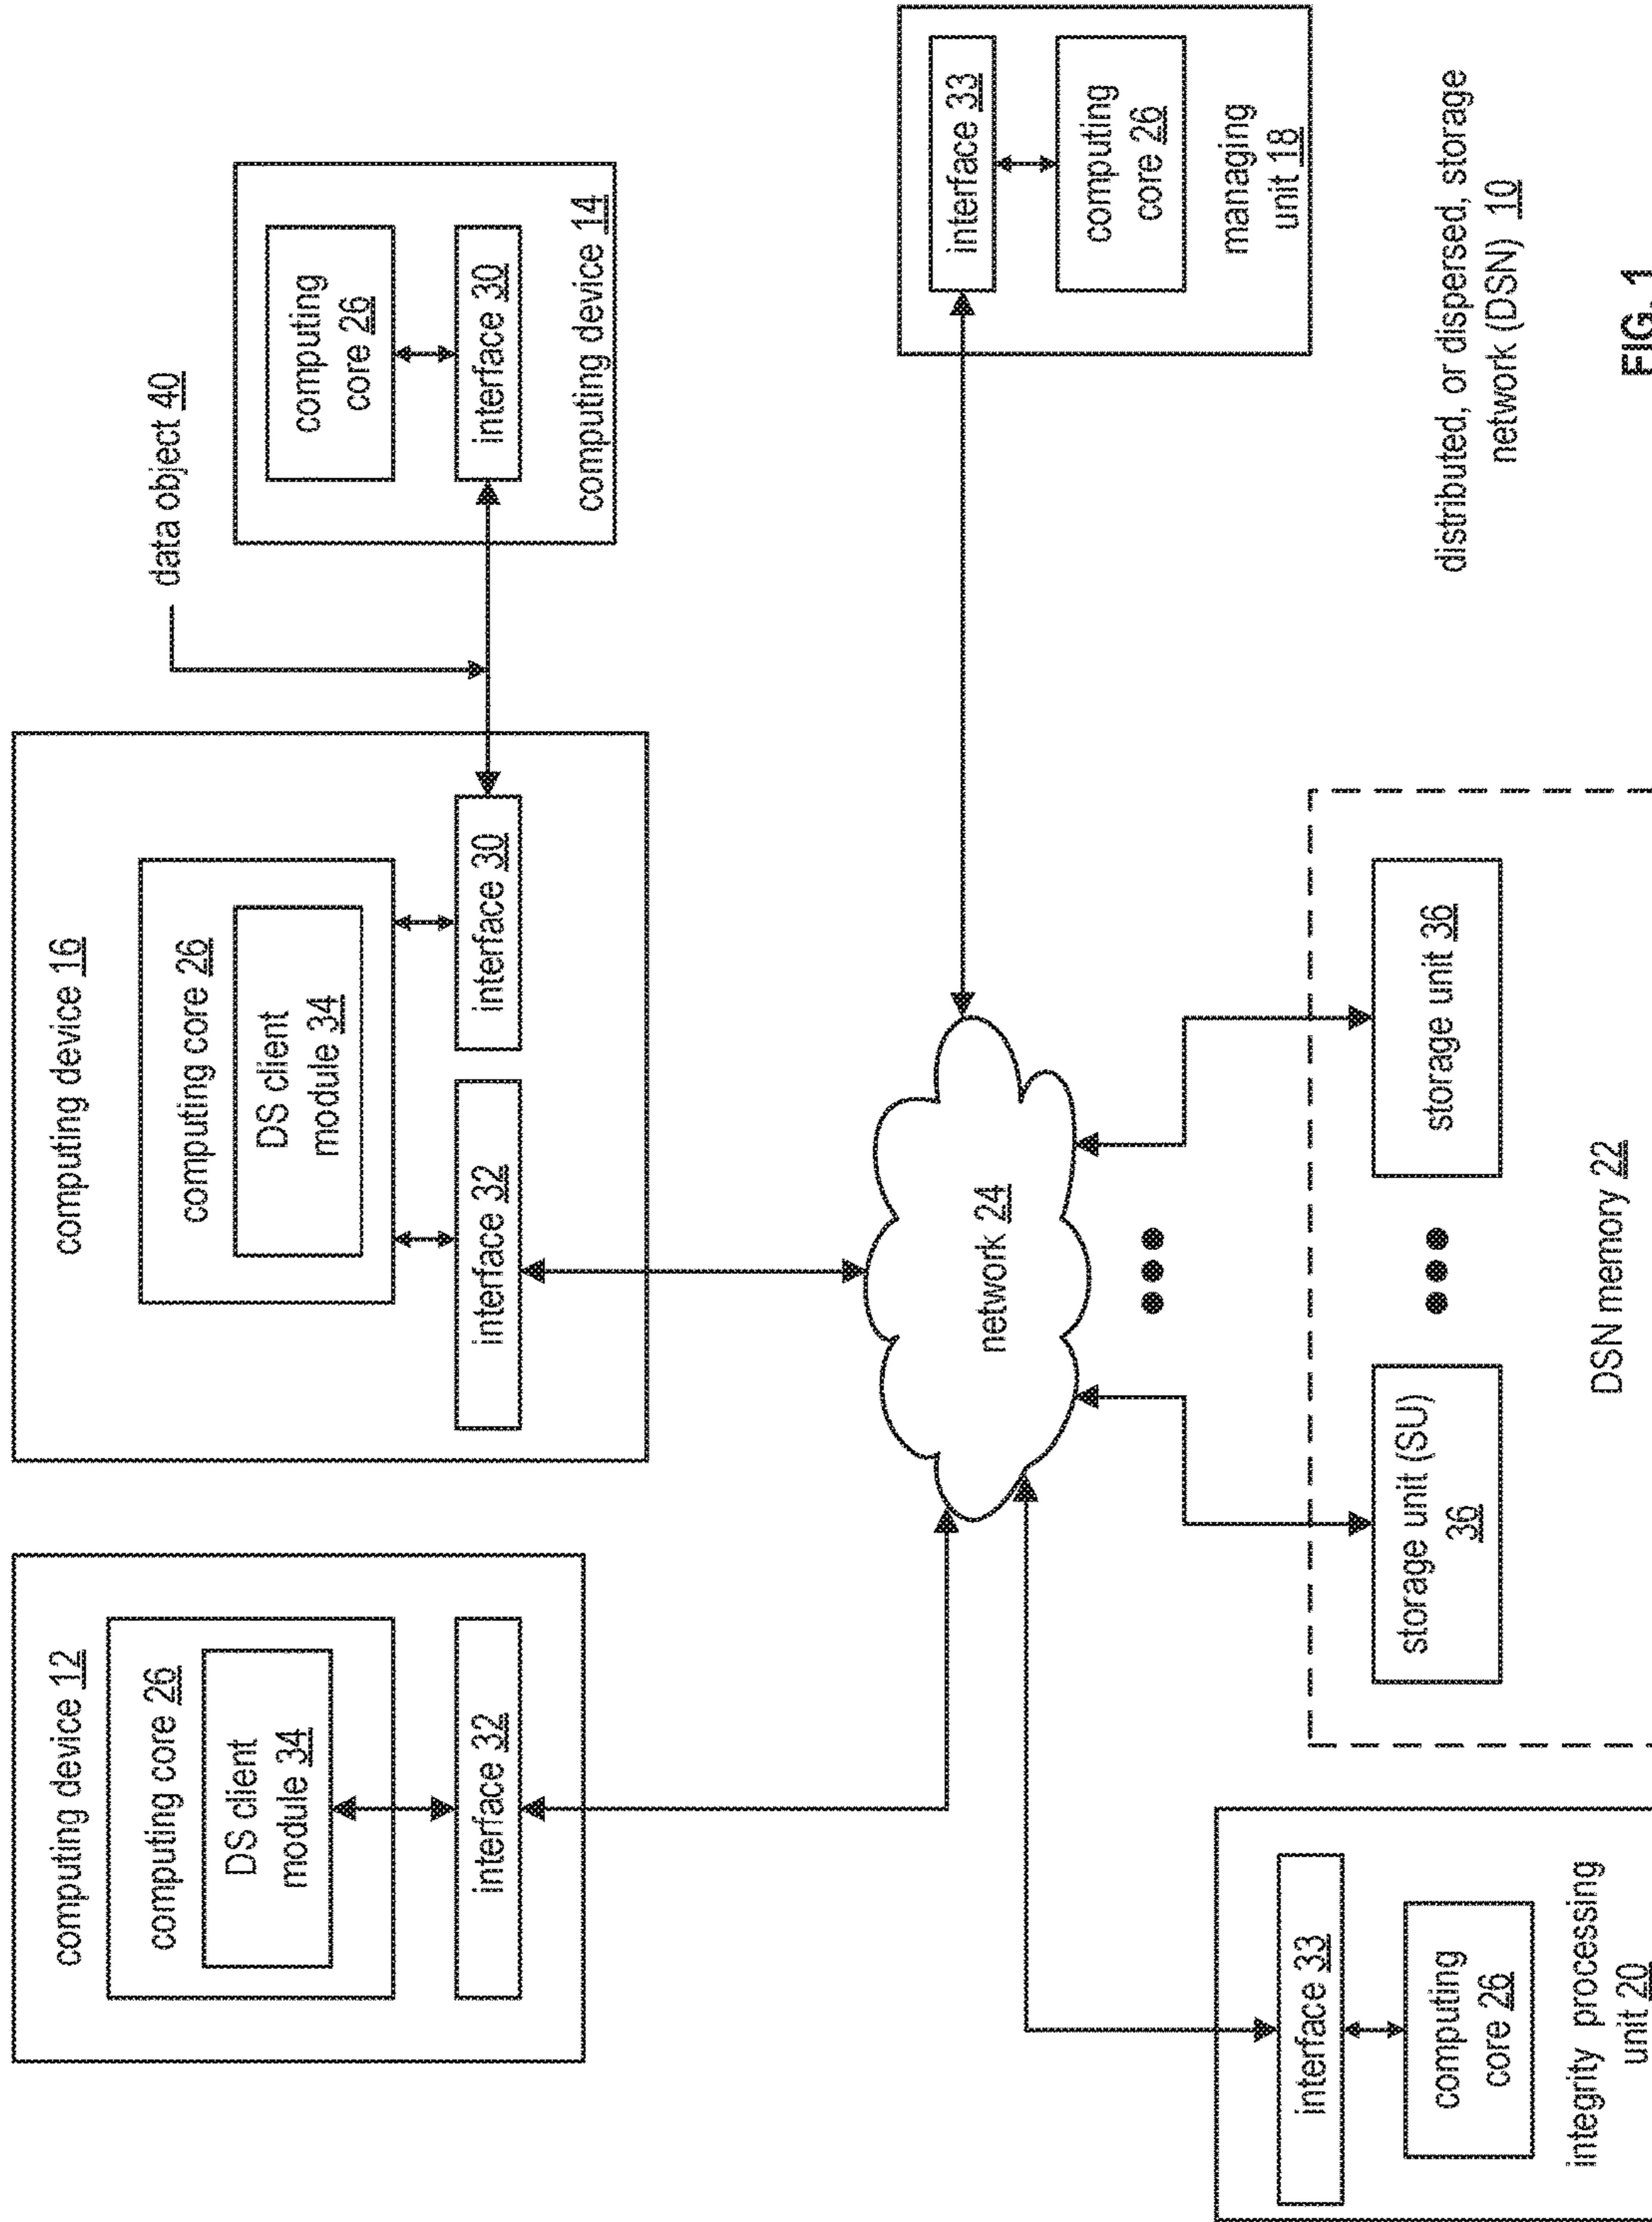 computing device 12
computing core 26
DS client
module 34
interface 32
computing device 16
computing core 26
DS client
module 34
interface 32
interface 30
data object 40
computing
core 26
interface 30
computing device 14
network 24
interface 33
computing
core 26
managing
unit 18
interface 33
computing
core 26
integrity processing
unit 20
storage unit (SU)
36
storage unit 36
DSN memory 22
distributed, or dispersed, storage
network (DSN) 10
FIG. 1